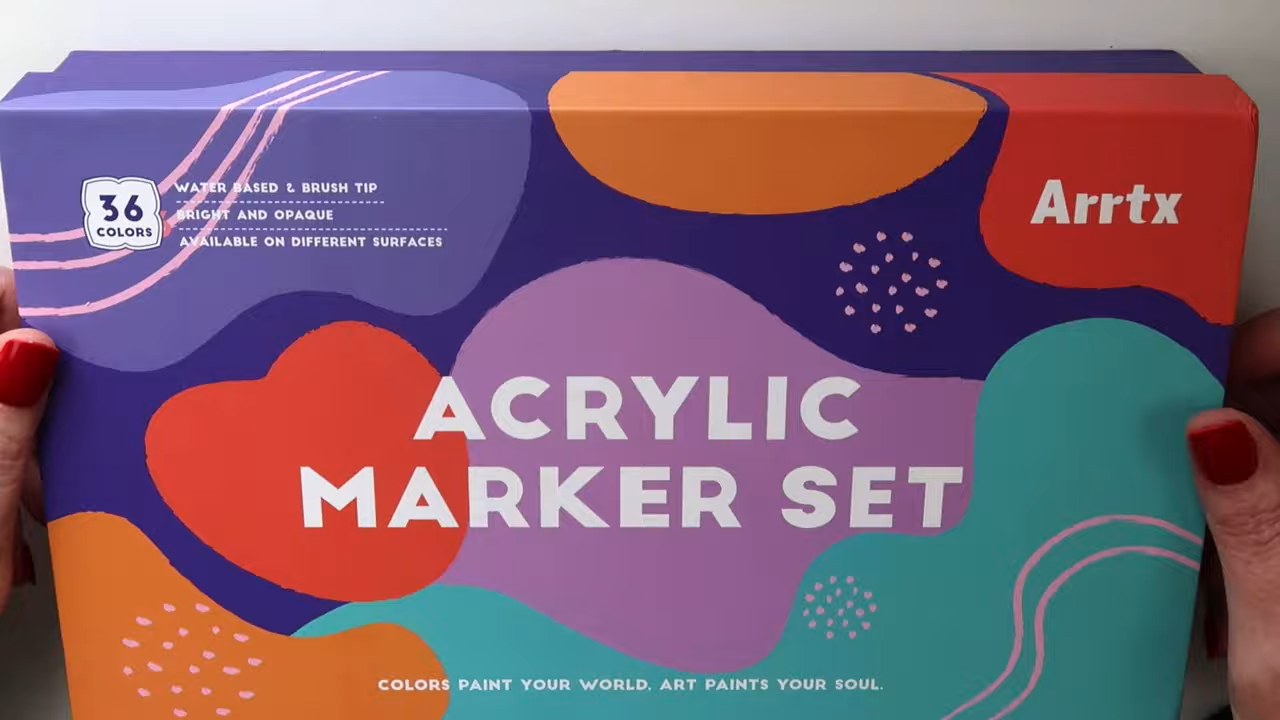 36
COLORS
WATER BASED & BRUSH TIP
BRIGHT AND OPAQUE
AVAILABLE ON DIFFERENT SURFACES
Arrtx
ACRYLIC
MARKER SET
COLORS PAINT YOUR WORLD. ART PAINTS YOUR SOUL.